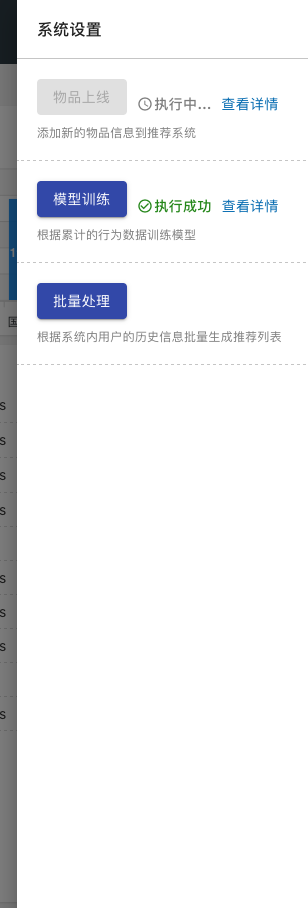 系统设置
物品上线 执行中... 查看详情
添加新的物品信息到推荐系统
模型训练 执行成功 查看详情
根据累计的行为数据训练模型
批量处理
根据系统内用户的历史信息批量生成推荐列表
1
国
s
s
s
s
s
s
s
s